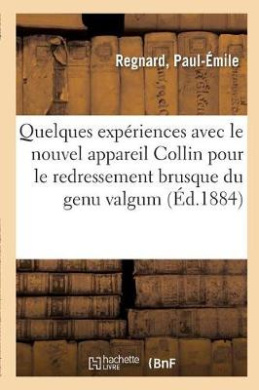 Regnard, Paul-Émile
Quelques expériences avec le nouvel appareil Collin pour le redressement brusque du genu valgum (Éd.1884)
hachette
LIVRE
{BnF